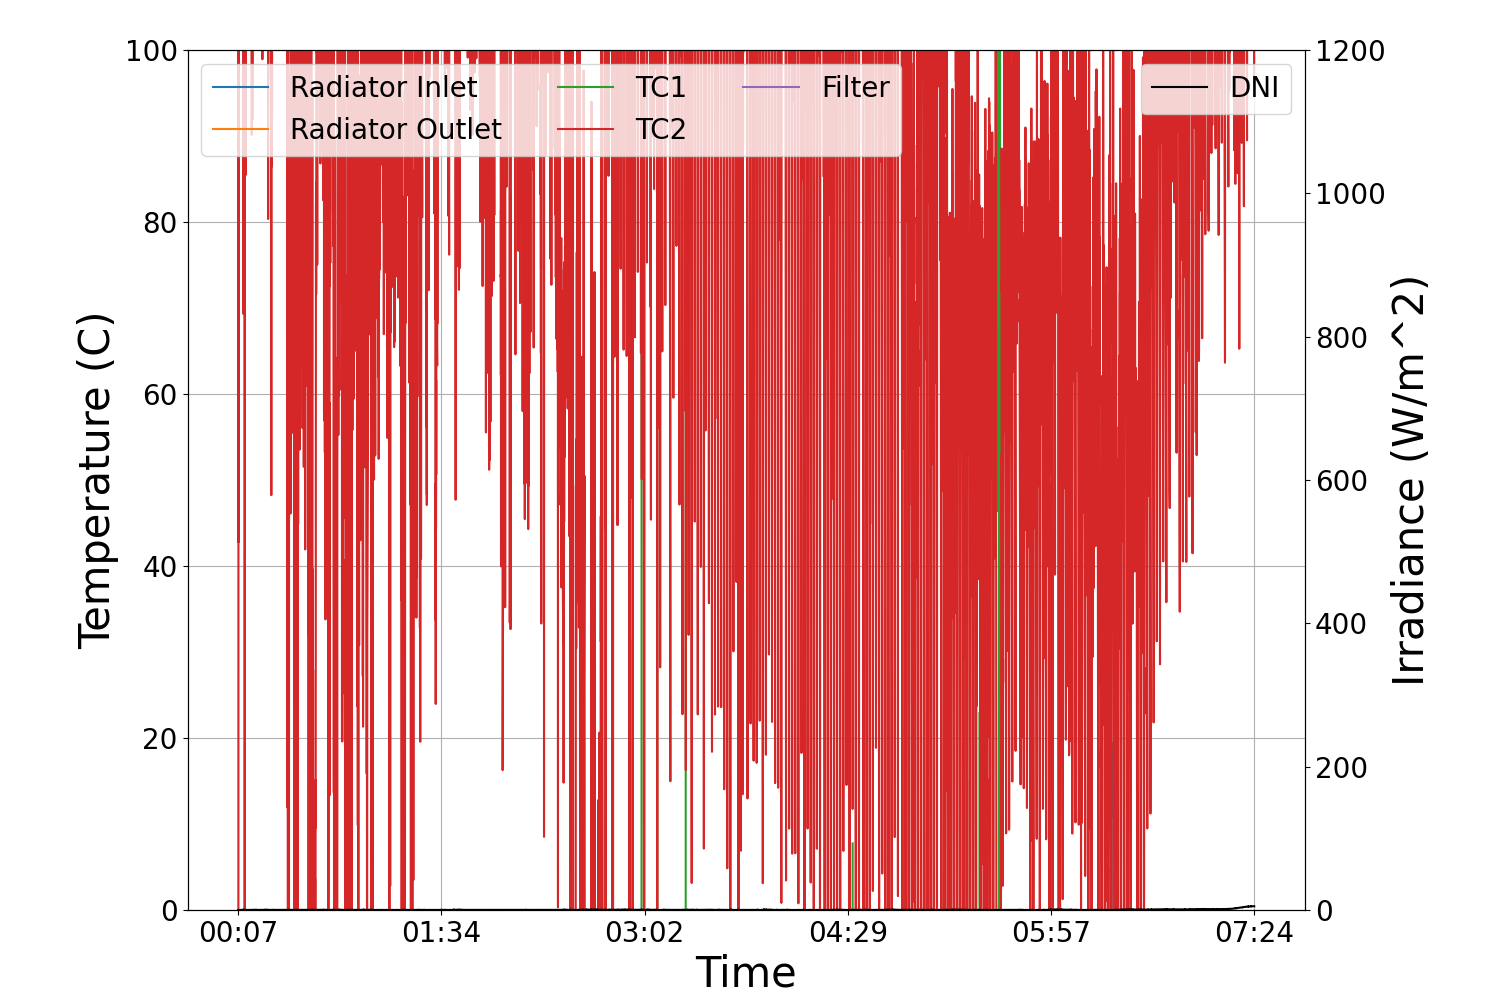 Radiator Inlet
Radiator Outlet
TC1
TC2
Filter
DNI
Temperature (C)
100
80
60
40
20
0
1200
1000
800
600
400
200
0
Irradiance (W/m^2)
00:07 01:34 03:02 04:29 05:57 07:24
Time